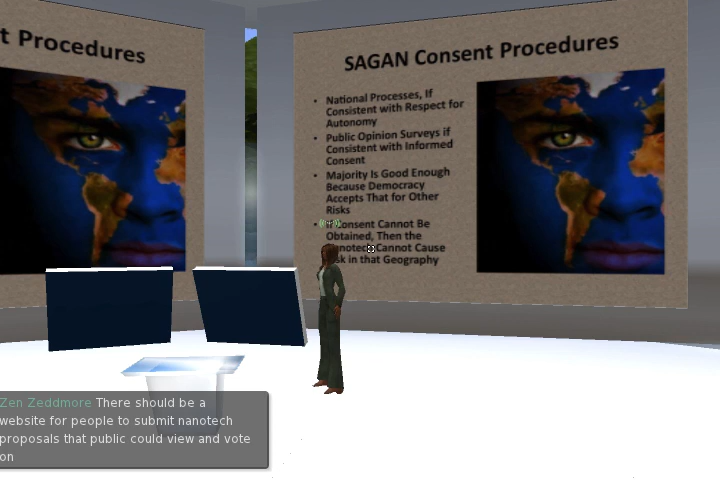 t Procedures
SAGAN Consent Procedures
• National Processes, If
Consistent with Respect for
Autonomy
• Public Opinion Surveys if
Consistent with Informed
Consent
• Majority Is Good Enough
Because Democracy
Accepts That for Other
Risks
• If Consent Cannot Be
Obtained, Then the
Cannot Cause
in that Geography
Zen Zeddmore There should be a
website for people to submit nanotech
proposals that public could view and vote
on